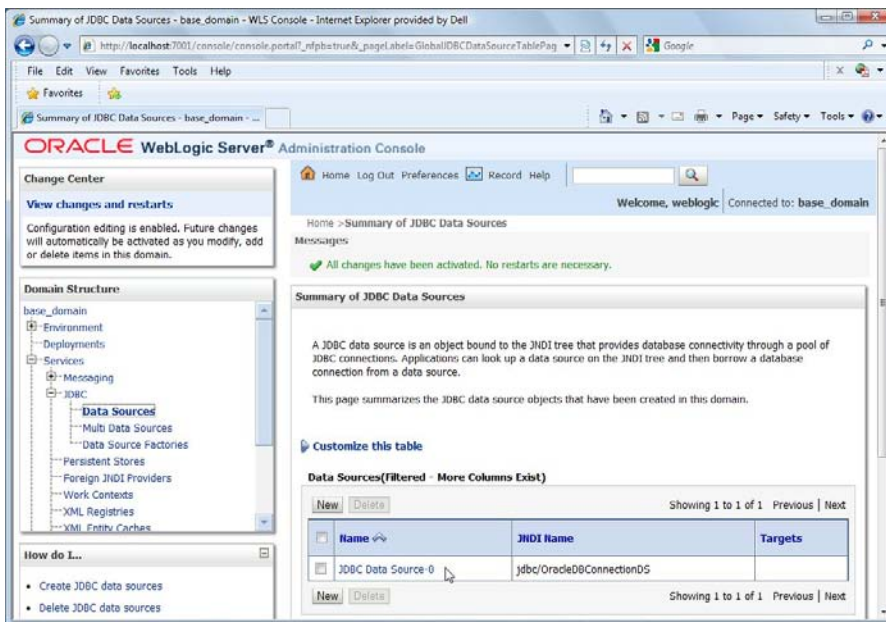 Summary of JDBC Data Sources - base_domain - WLS Console - Internet Explorer provided by Dell
http://localhost:7001/console/console.portal?_nfpb=true&_pageLabel=GlobalJDBCDataSourceTablePag
Google
File Edit View Favorites Tools Help
Favorites
Summary of JDBC Data Sources - base_domain - ...
Page Safety Tools
ORACLE WebLogic Server® Administration Console
Change Center
View changes and restarts
Configuration editing is enabled. Future changes
will automatically be activated as you modify, add
or delete items in this domain.
Domain Structure
base_domain
Environment
Deployments
Services
Messaging
JDBC
Data Sources
Multi Data Sources
Data Source Factories
Persistent Stores
Foreign JNDI Providers
Work Contexts
XML Registries
XML Entity Caches
How do I...
Create JDBC data sources
Delete JDBC data sources
Home Log Out Preferences Record Help
Welcome, weblogic Connected to: base_domain
Home >Summary of JDBC Data Sources
Messages
All changes have been activated. No restarts are necessary.
Summary of JDBC Data Sources
A JDBC data source is an object bound to the JNDI tree that provides database connectivity through a pool of
JDBC connections. Applications can look up a data source on the JNDI tree and then borrow a database
connection from a data source.
This page summarizes the JDBC data source objects that have been created in this domain.
Customize this table
Data Sources(Filtered - More Columns Exist)
New Delete Showing 1 to 1 of 1 Previous | Next
Name JNDI Name Targets
JDBC Data Source-0 jdbc/OracleDBConnectionDS
New Delete Showing 1 to 1 of 1 Previous | Next